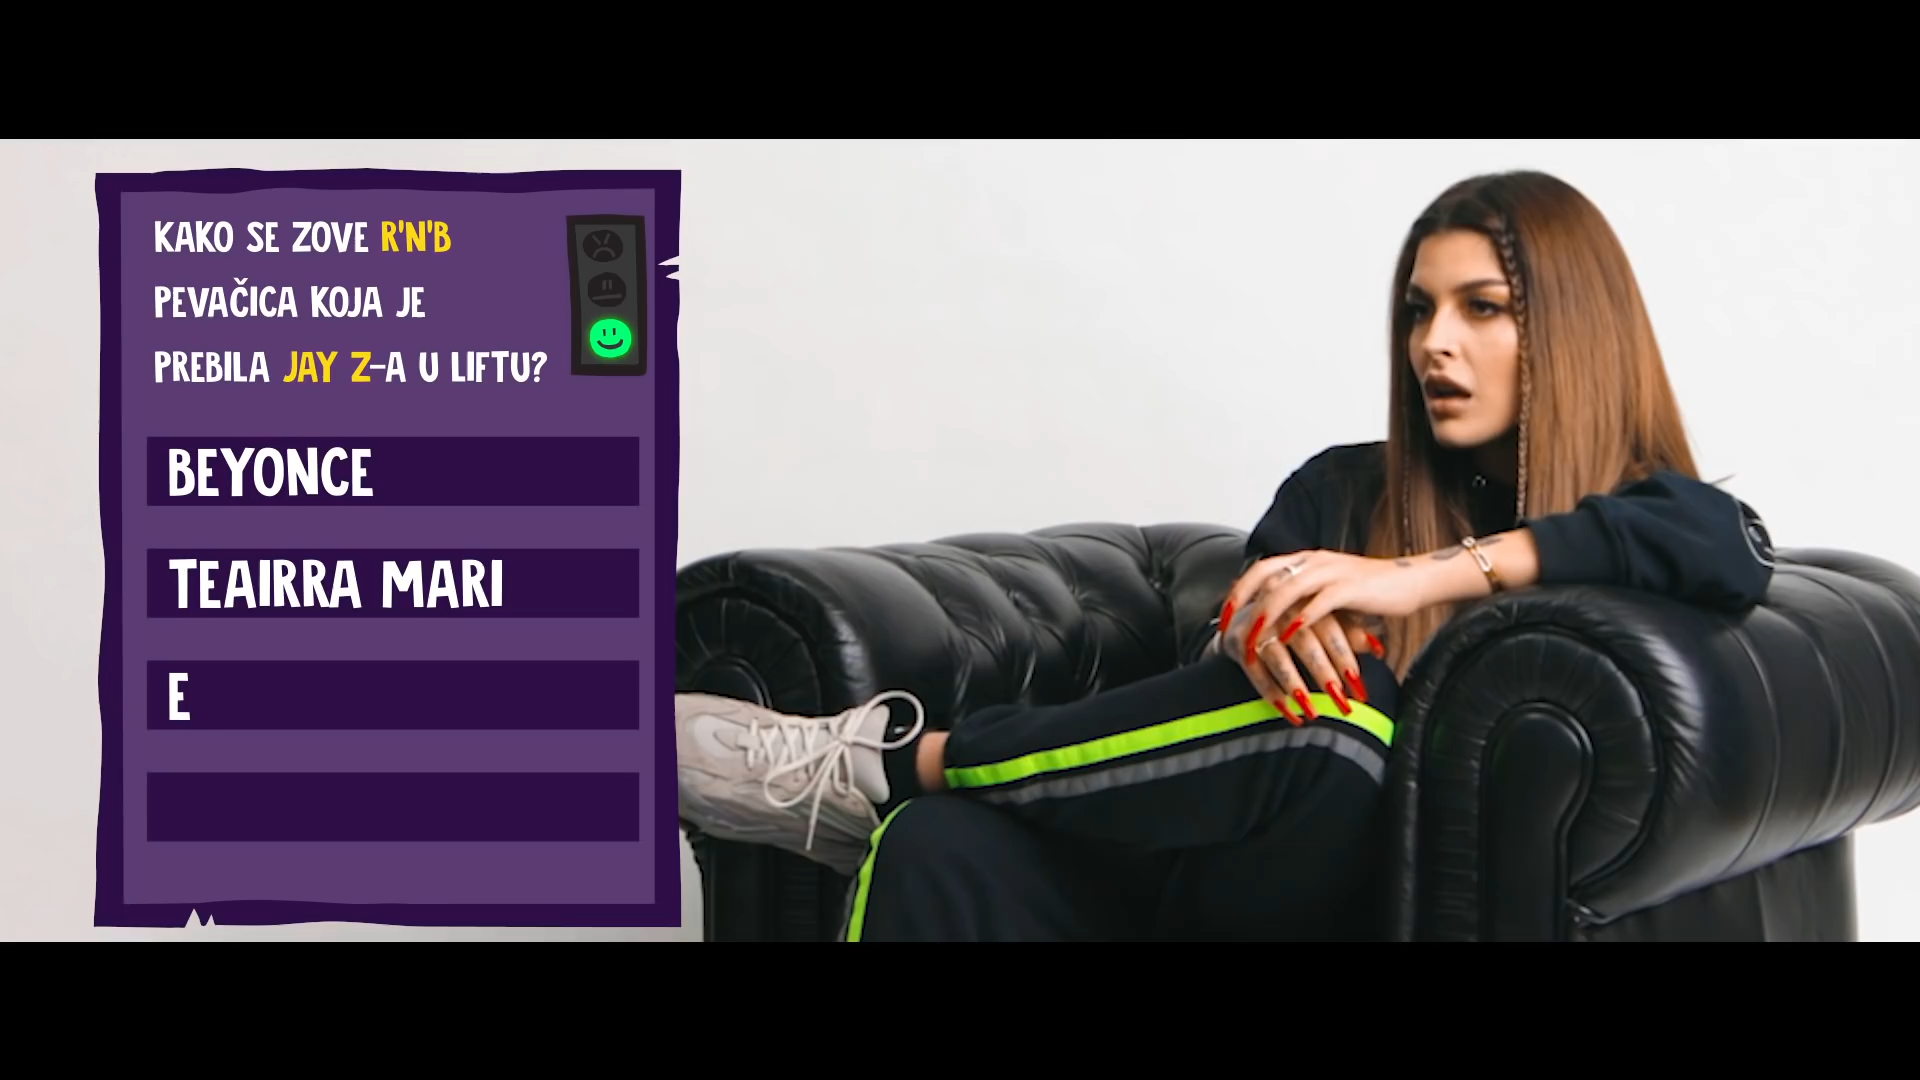 KAKO SE ZOVE R'N'B
PEVAČICA KOJA JE
PREBILA JAY Z-A U LIFTU?
BEYONCE
TEAIRRA MARI
E